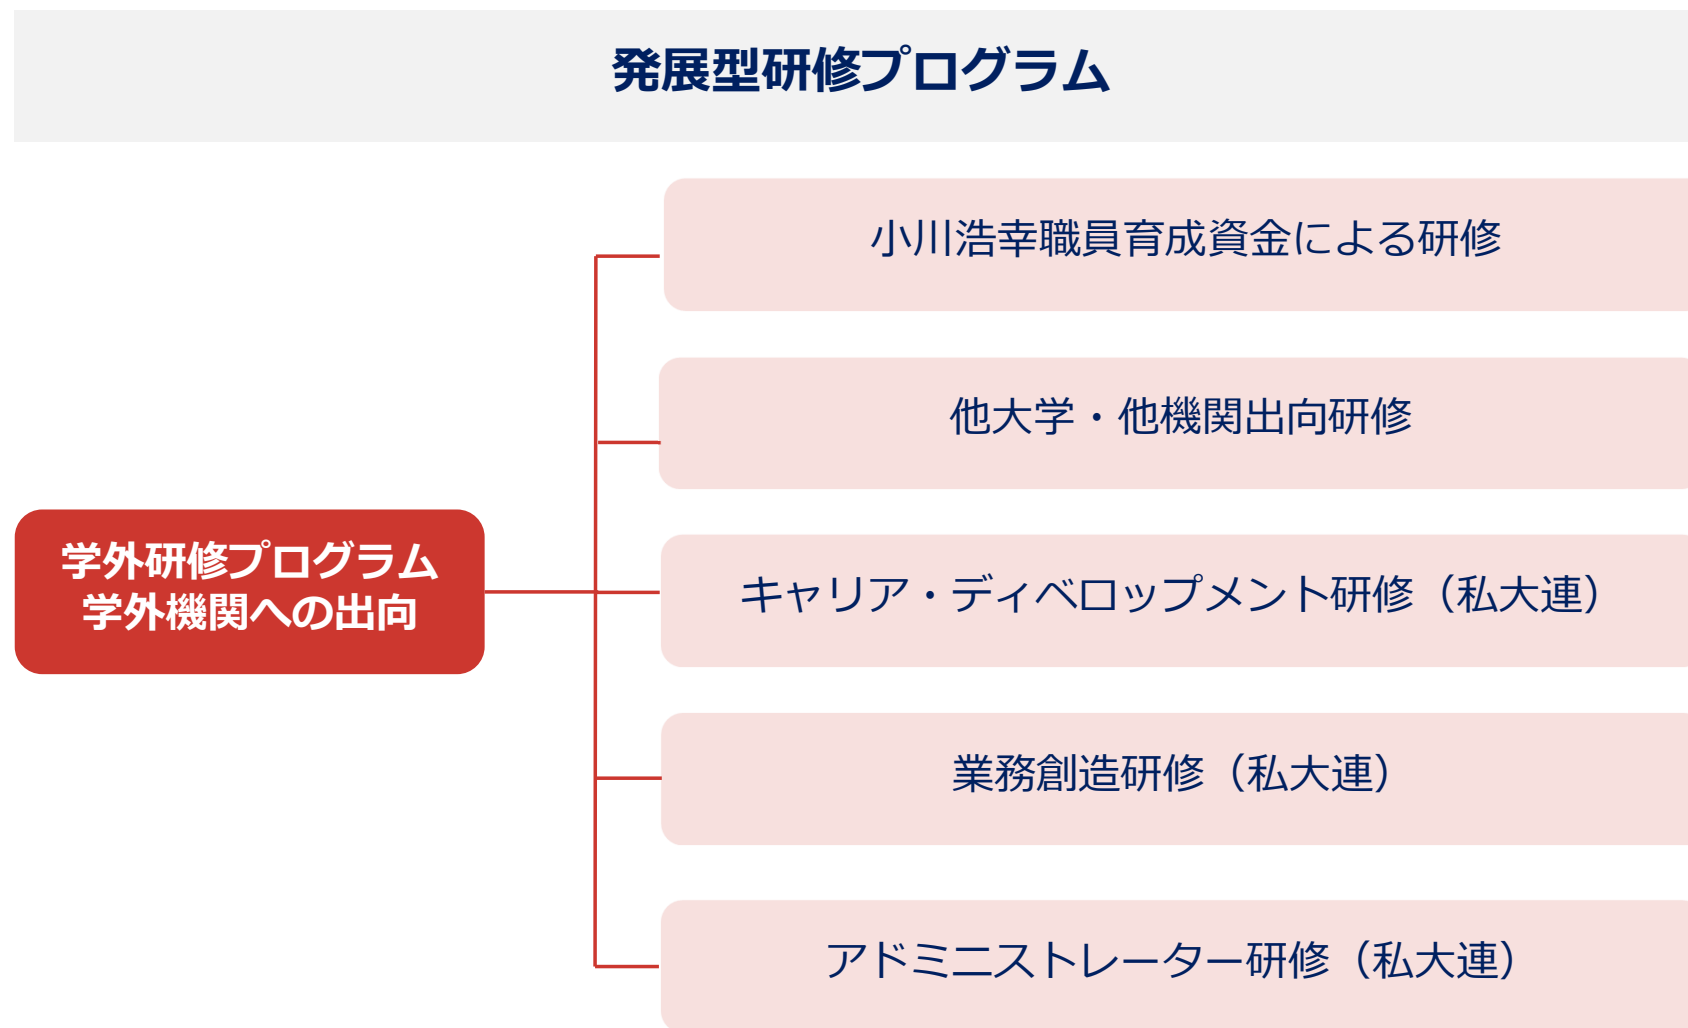 発展型研修プログラム
小川浩幸職員育成資金による研修
他大学・他機関出向研修
学外研修プログラム
学外機関への出向
キャリア・ディベロップメント研修（私大連）
業務創造研修（私大連）
アドミニストレーター研修（私大連）